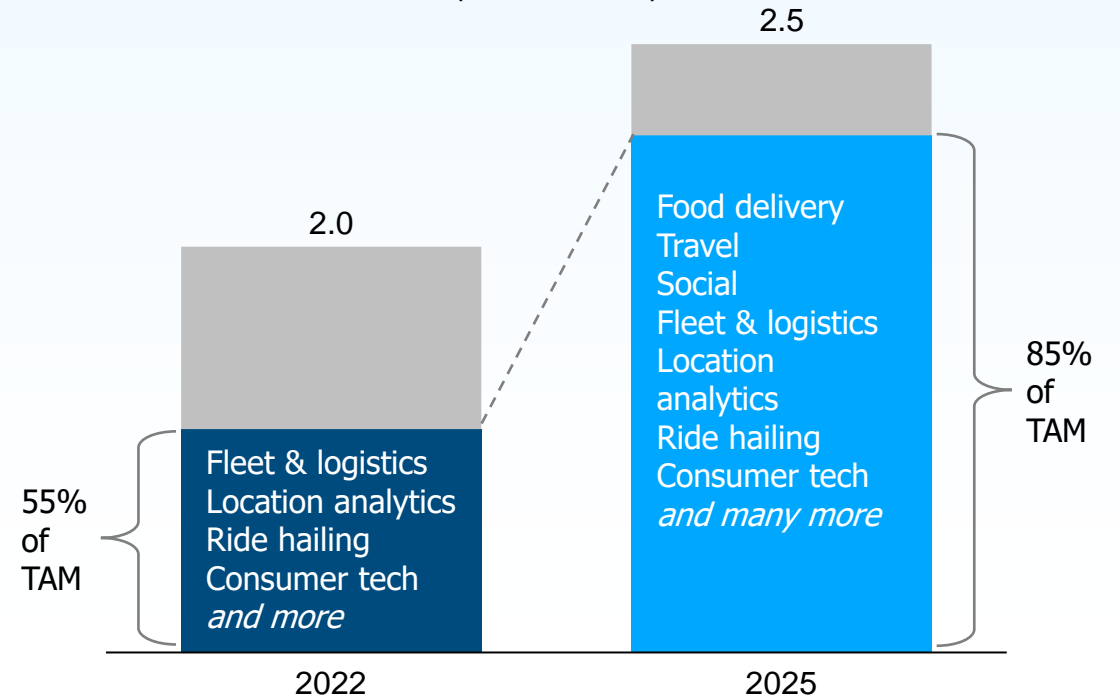 2.5
2.0
Food delivery
Travel
Social
Fleet & logistics
Location
analytics
Ride hailing
Consumer tech
and many more
85%
of
TAM
Fleet & logistics
Location analytics
Ride hailing
Consumer tech
and more
55%
of
TAM
2022
2025